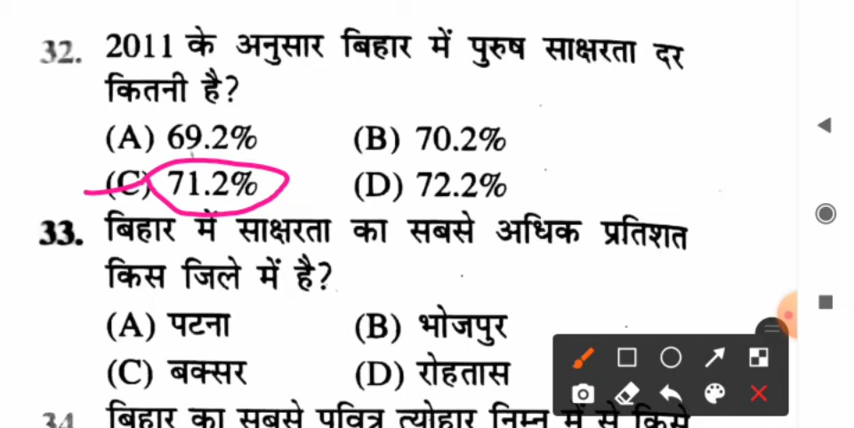 32. 2011 के अनुसार बिहार में पुरुष साक्षरता दर
कितनी है?
(A) 69.2% (B) 70.2%
(C) 71.2% (D) 72.2%
33. बिहार में साक्षरता का सबसे अधिक प्रतिशत
किस जिले में है?
(A) पटना (B) भोजपुर
(C) बक्सर (D) रोहतास
34 बिहार का सबसे पवित्र त्योहार निम्न में से किसे